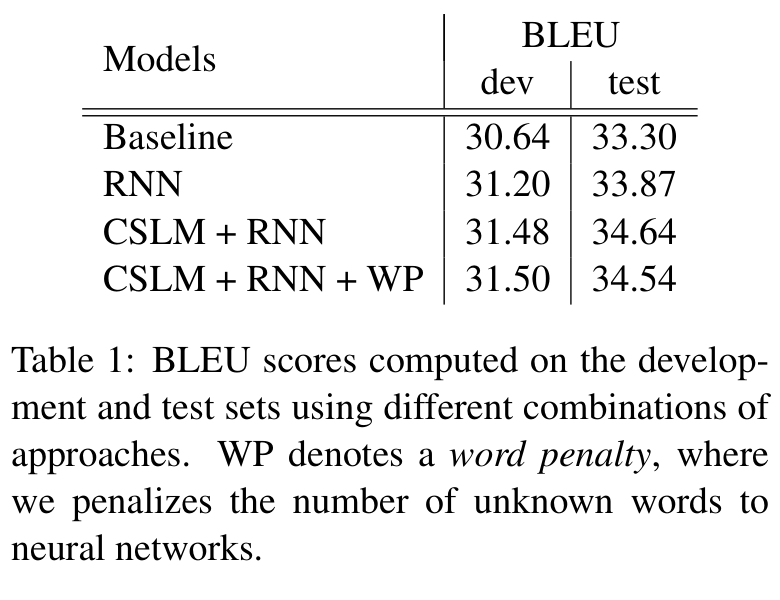 Models BLEU
dev test
Baseline 30.64 33.30
RNN 31.20 33.87
CSLM + RNN 31.48 34.64
CSLM + RNN + WP 31.50 34.54
Table 1: BLEU scores computed on the develop-
ment and test sets using different combinations of
approaches. WP denotes a word penalty, where
we penalizes the number of unknown words to
neural networks.